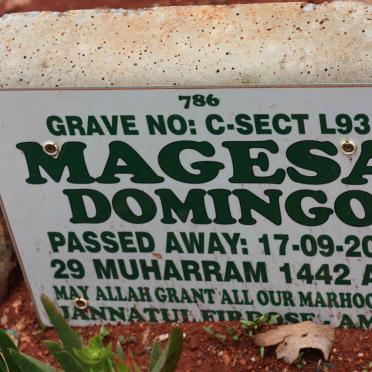 786
GRAVE NO: C-SECT L93
MAGESA
DOMINGO
PASSED AWAY: 17-09-20
29 MUHARRAM 1442 A
MAY ALLAH GRANT ALL OUR MARHOO
JANNATUL FIRDOSE - AM